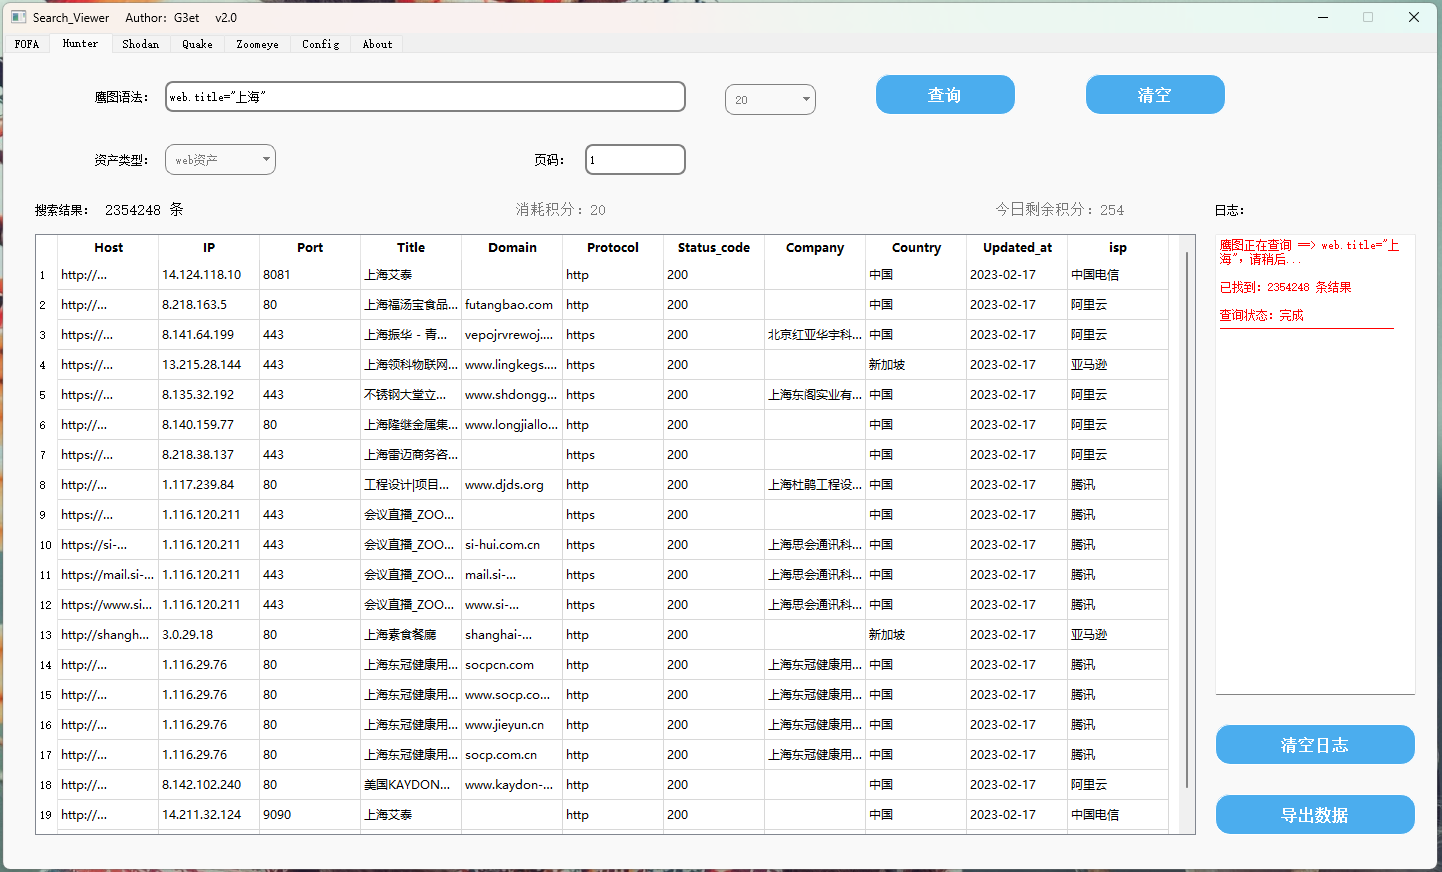 Search_Viewer Author: G3et v2.0
FOFA Hunter Shodan Quake Zoomeye Config About
鹰图语法： web.title="上海" 20 查询 清空
资产类型： web资产 页码： 1
搜索结果： 2354248 条 消耗积分：20 今日剩余积分：254 日志：
Host IP Port Title Domain Protocol Status_code Company Country Updated_at isp
1 http://... 14.124.118.10 8081 上海艾泰 http 200 中国 2023-02-17 中国电信
2 http://... 8.218.163.5 80 上海福汤宝食品... futangbao.com http 200 中国 2023-02-17 阿里云
3 https://... 8.141.64.199 443 上海振华 - 青... vepojrvrewoj.... https 200 北京红亚华宇科... 中国 2023-02-17 阿里云
4 https://... 13.215.28.144 443 上海领科物联网... www.lingkegs.... https 200 新加坡 2023-02-17 亚马逊
5 https://... 8.135.32.192 443 不锈钢大堂立... www.shdongg... https 200 上海东阁实业有... 中国 2023-02-17 阿里云
6 http://... 8.140.159.77 80 上海隆继金属集... www.longjiallo... http 200 中国 2023-02-17 阿里云
7 https://... 8.218.38.137 443 上海雷迈商务咨... https 200 中国 2023-02-17 阿里云
8 http://... 1.117.239.84 80 工程设计|项目... www.djds.org http 200 上海杜鹃工程设... 中国 2023-02-17 腾讯
9 https://... 1.116.120.211 443 会议直播_ZOO... https 200 中国 2023-02-17 腾讯
10 https://si-... 1.116.120.211 443 会议直播_ZOO... si-hui.com.cn https 200 上海思会通讯科... 中国 2023-02-17 腾讯
11 https://mail.si-... 1.116.120.211 443 会议直播_ZOO... mail.si-... https 200 上海思会通讯科... 中国 2023-02-17 腾讯
12 https://www.si... 1.116.120.211 443 会议直播_ZOO... www.si-... https 200 上海思会通讯科... 中国 2023-02-17 腾讯
13 http://shangh... 3.0.29.18 80 上海素食餐廳 shanghai-... http 200 新加坡 2023-02-17 亚马逊
14 http://... 1.116.29.76 80 上海东冠健康用... socpcn.com http 200 上海东冠健康用... 中国 2023-02-17 腾讯
15 http://... 1.116.29.76 80 上海东冠健康用... www.socp.co... http 200 上海东冠健康用... 中国 2023-02-17 腾讯
16 http://... 1.116.29.76 80 上海东冠健康用... www.jieyun.cn http 200 上海东冠健康用... 中国 2023-02-17 腾讯
17 http://... 1.116.29.76 80 上海东冠健康用... socp.com.cn http 200 上海东冠健康用... 中国 2023-02-17 腾讯
18 http://... 8.142.102.240 80 美国KAYDON... www.kaydon-... http 200 中国 2023-02-17 阿里云
19 http://... 14.211.32.124 9090 上海艾泰 http 200 中国 2023-02-17 中国电信
鹰图正在查询 ==> web.title="上
海"，请稍后...
已找到：2354248 条结果
查询状态：完成
清空日志
导出数据